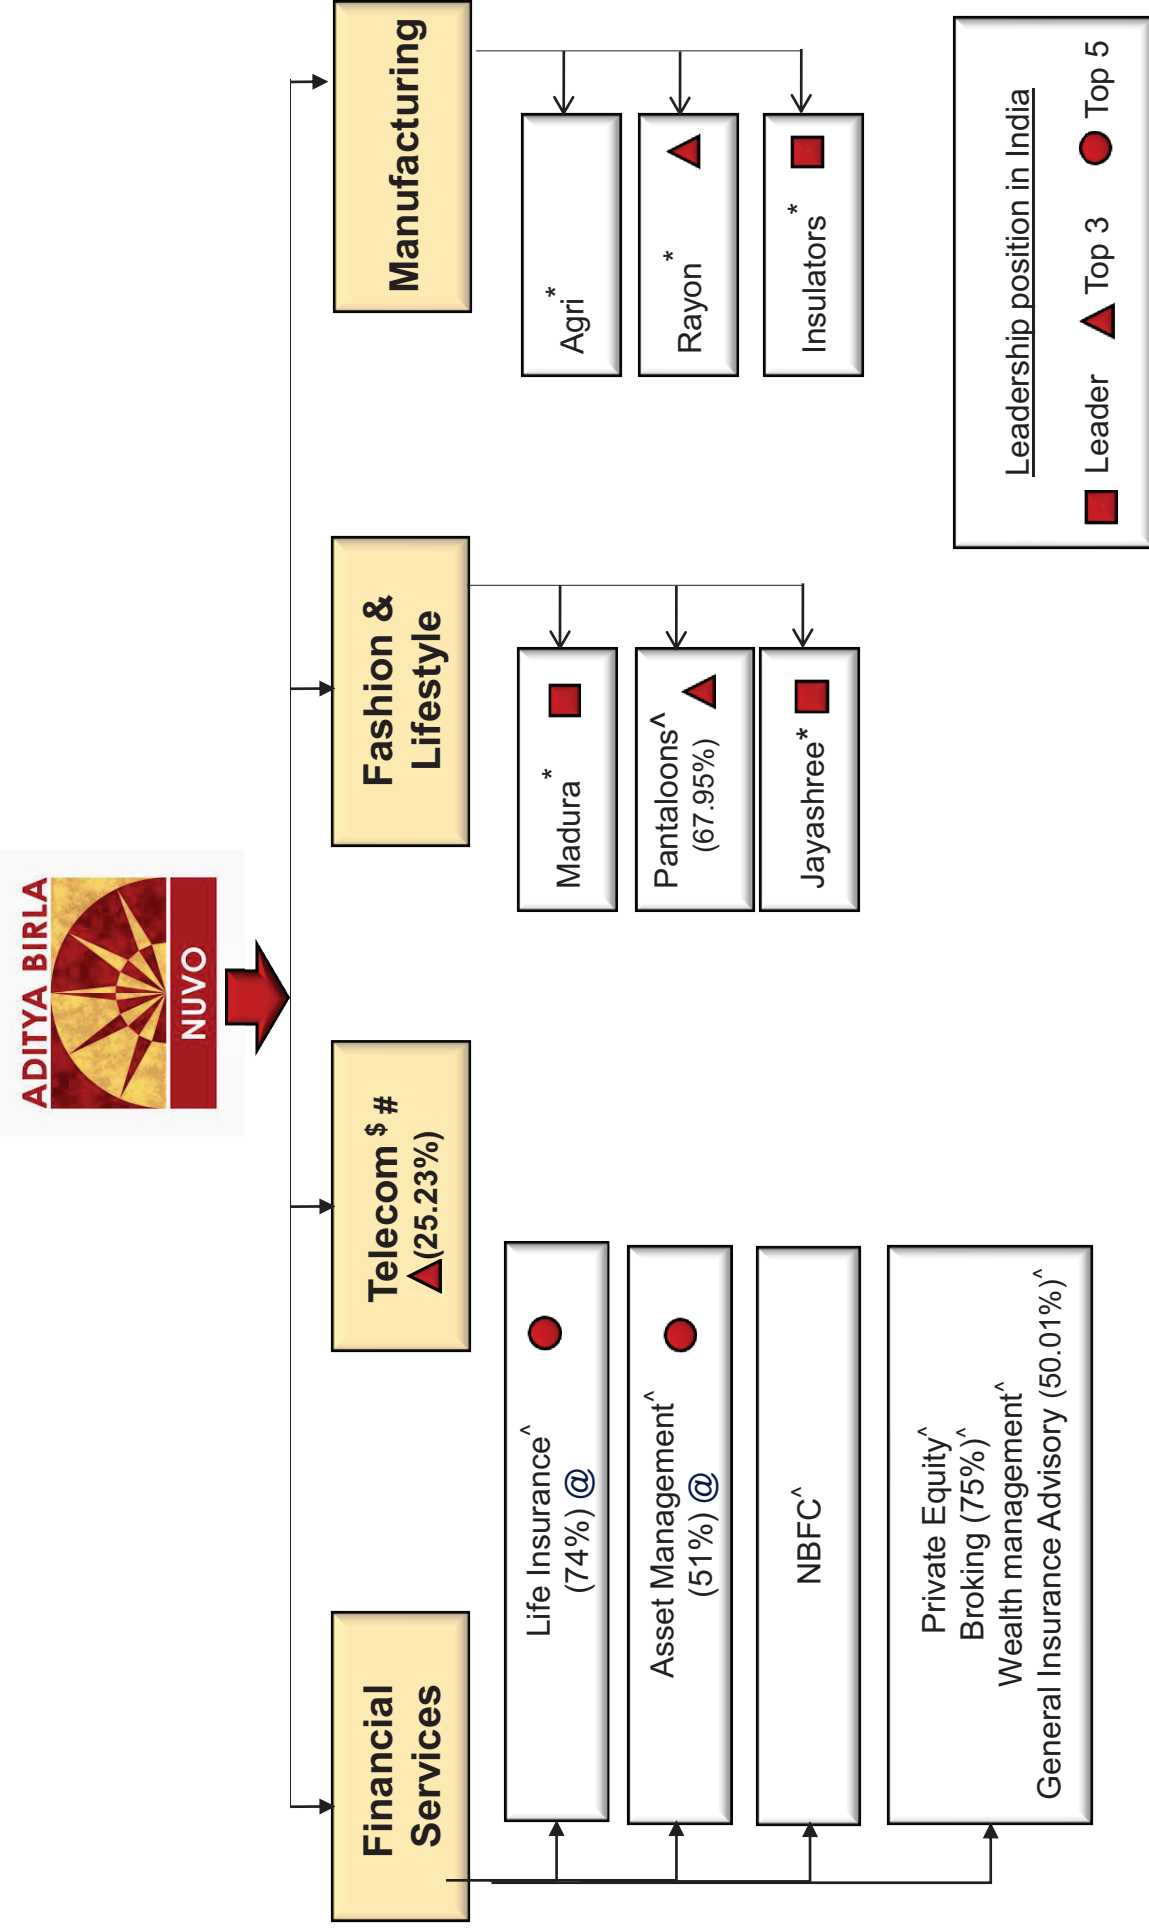 ADITYA BIRLA
NUVO
Financial
Services
Life Insurance^
(74%) @
Asset Management^
(51%) @
NBFC^
Private Equity^
Broking (75%)^
Wealth management^
General Insurance Advisory (50.01%)^
Telecom $ #
(25.23%)
Fashion &
Lifestyle
Madura *
Pantaloons^
(67.95%)
Jayashree*
Manufacturing
Agri*
Rayon *
Insulators *
Leadership position in India
Leader Top 3 Top 5